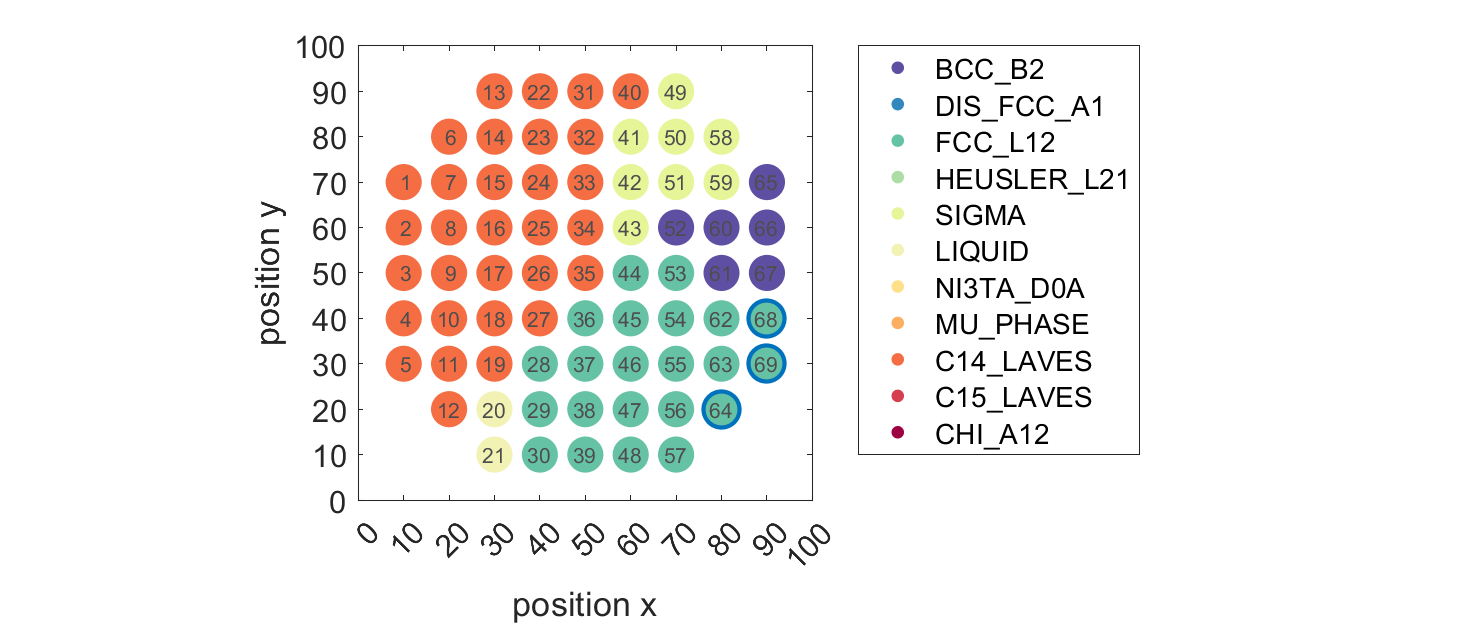 100
90
80
70
60
50
40
30
20
10
0
13 22 31 40 49
6 14 23 32 41 50 58
1 7 15 24 33 42 51 59 65
2 8 16 25 34 43 52 60 66
3 9 17 26 35 44 53 61 67
4 10 18 27 36 45 54 62 68
5 11 19 28 37 46 55 63 69
12 20 29 38 47 56 64
21 30 39 48 57
0 10 20 30 40 50 60 70 80 90 100
position x
position y
BCC_B2
DIS_FCC_A1
FCC_L12
HEUSLER_L21
SIGMA
LIQUID
NI3TA_D0A
MU_PHASE
C14_LAVES
C15_LAVES
CHI_A12